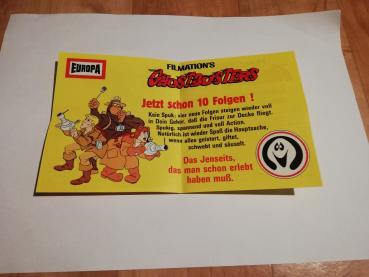 EUROPA
FILMATION'S
GHOSTBUSTERS
Jetzt schon 10 Folgen !
Kein Spuk: vier neue Folgen steigen wieder voll
in Dein Gehör, daß die Frisur zur Decke fliegt.
Spukig, spannend und voll Action.
Natürlich ist wieder Spaß die Hauptsache,
wenn alles geistert, giftet,
schwebt und säuselt.
Das Jenseits,
das man schon erlebt
haben muß.